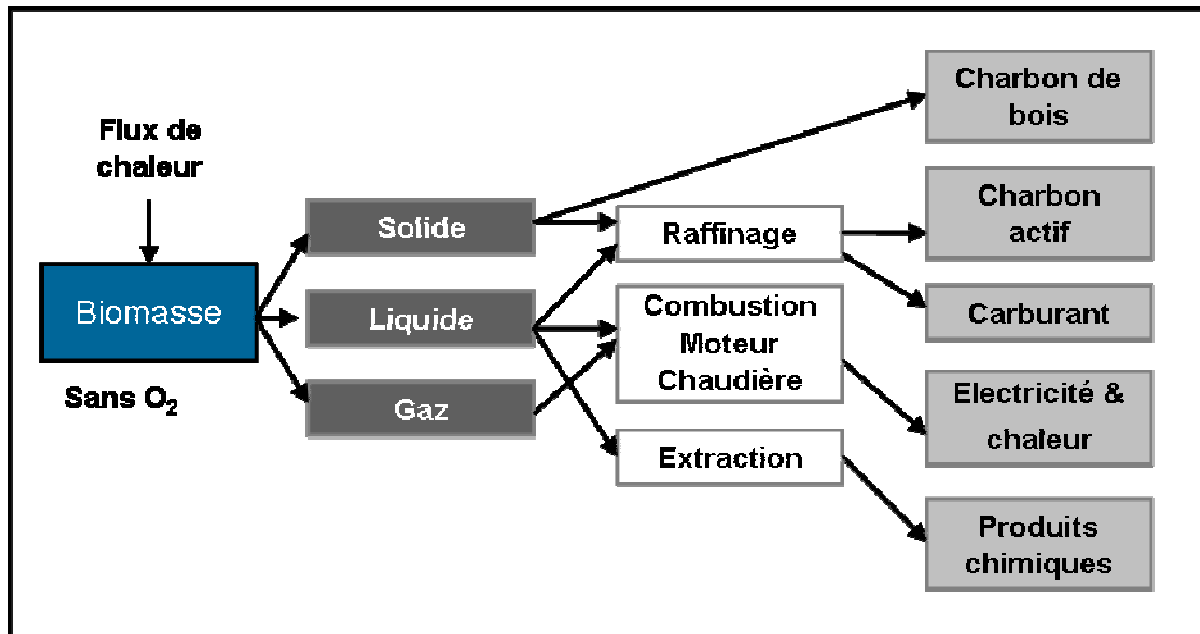 Flux de
chaleur
Biomasse
Sans O₂
Solide
Liquide
Gaz
Raffinage
Combustion
Moteur
Chaudière
Extraction
Charbon de
bois
Charbon
actif
Carburant
Electricité &
chaleur
Produits
chimiques